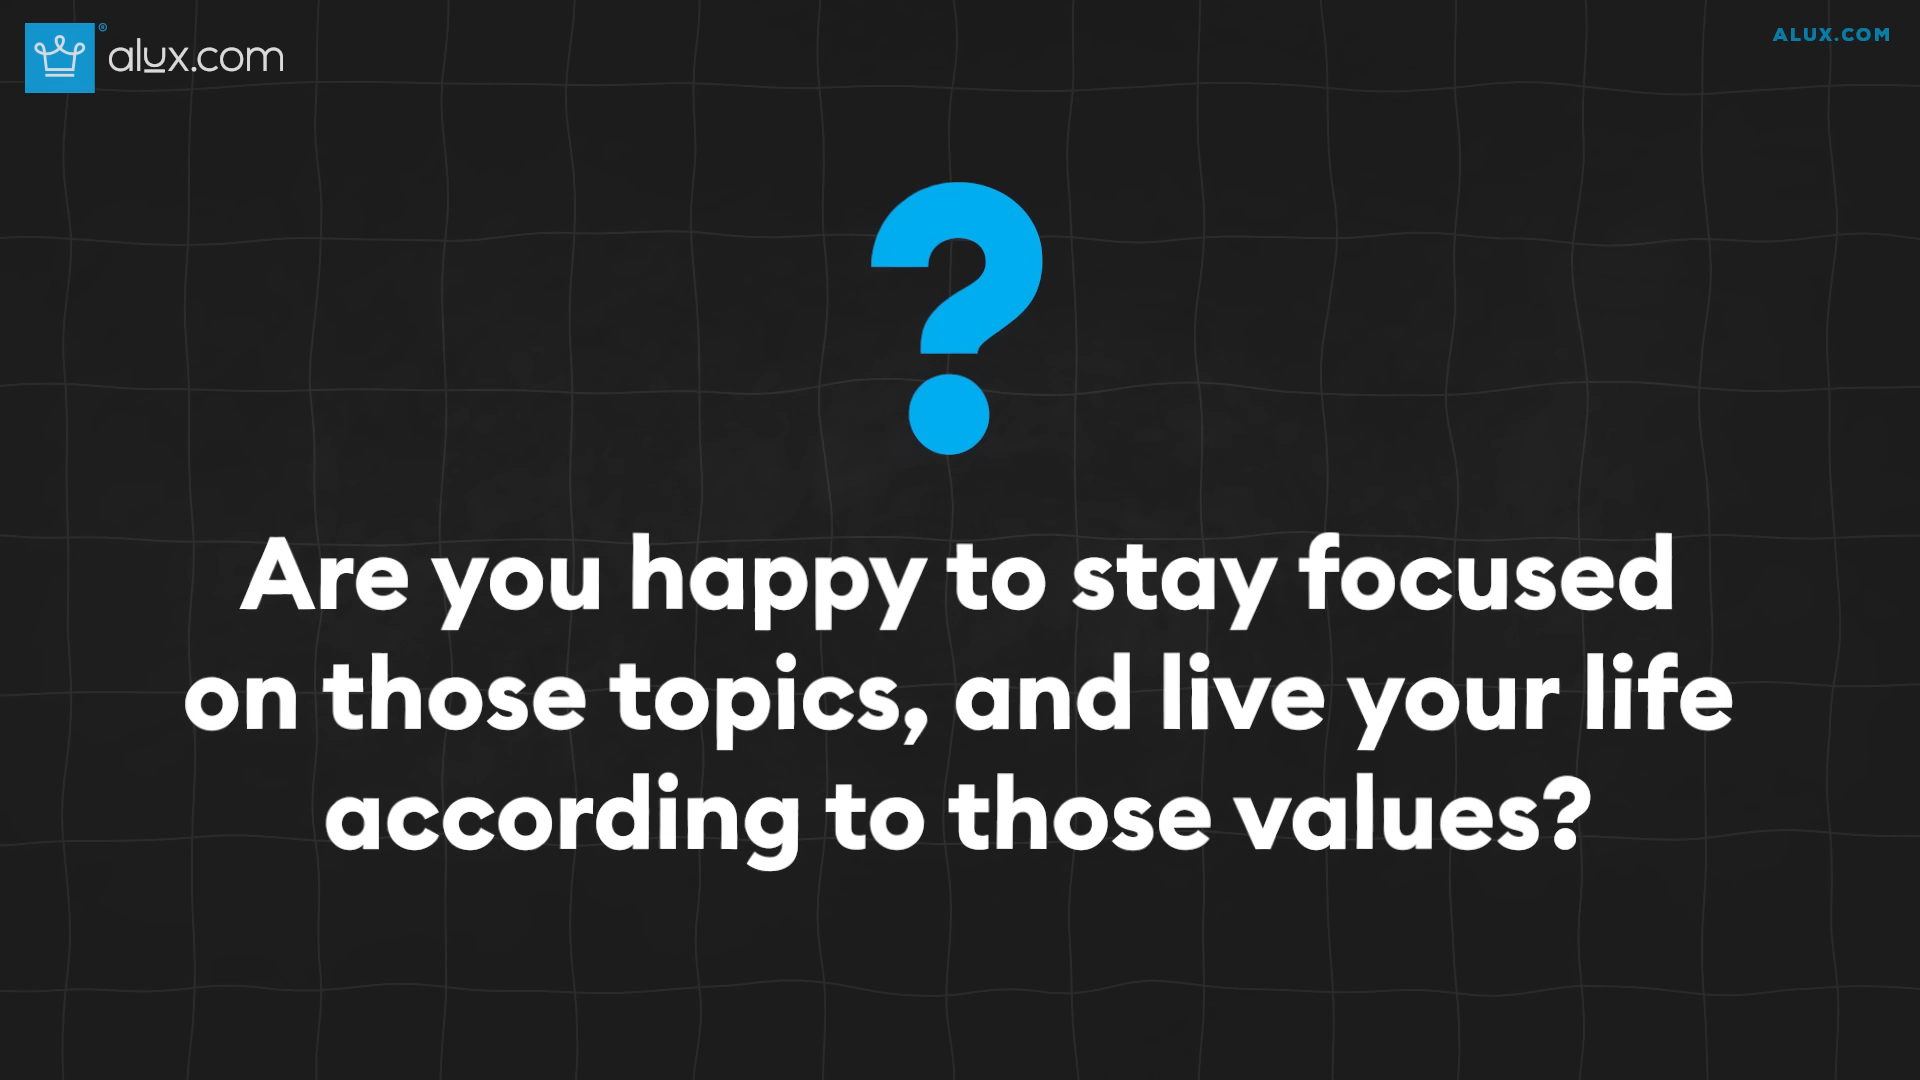 alux.com
ALUX.COM
?
Are you happy to stay focused
on those topics, and live your life
according to those values?